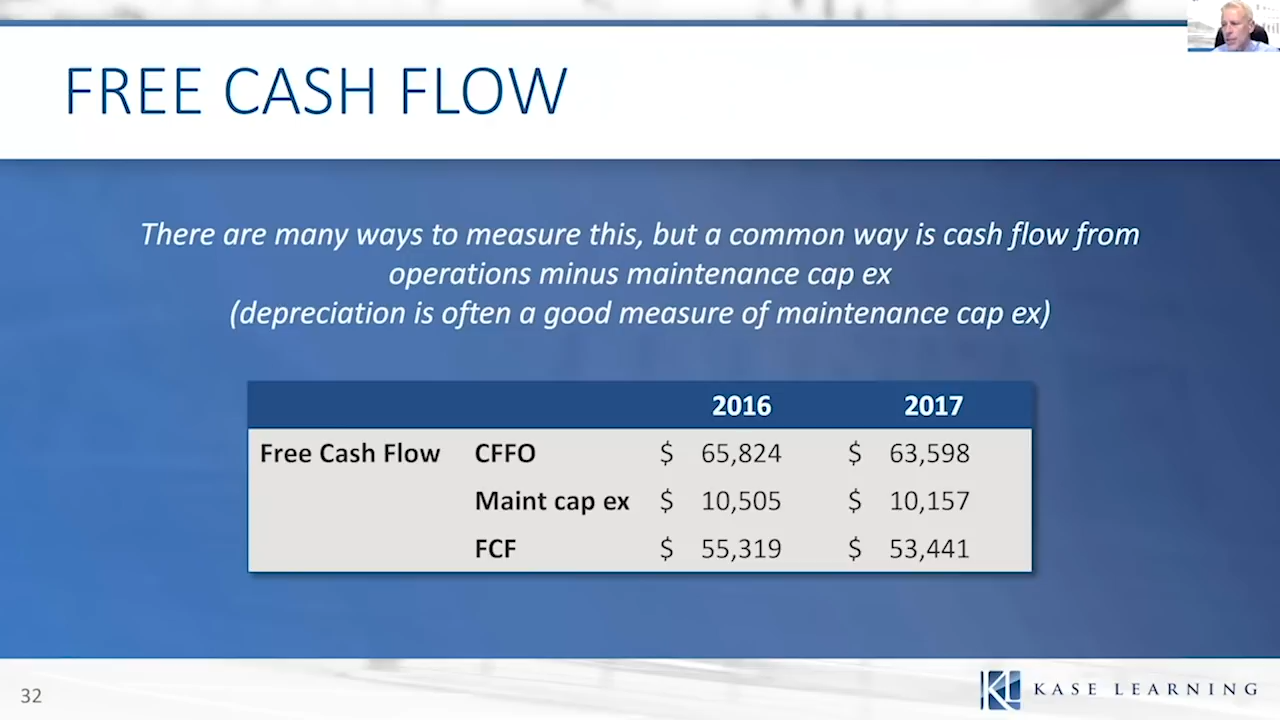 FREE CASH FLOW
There are many ways to measure this, but a common way is cash flow from
operations minus maintenance cap ex
(depreciation is often a good measure of maintenance cap ex)
2016 2017
Free Cash Flow CFFO $ 65,824 $ 63,598
Maint cap ex $ 10,505 $ 10,157
FCF $ 55,319 $ 53,441
32
KL KASE LEARNING